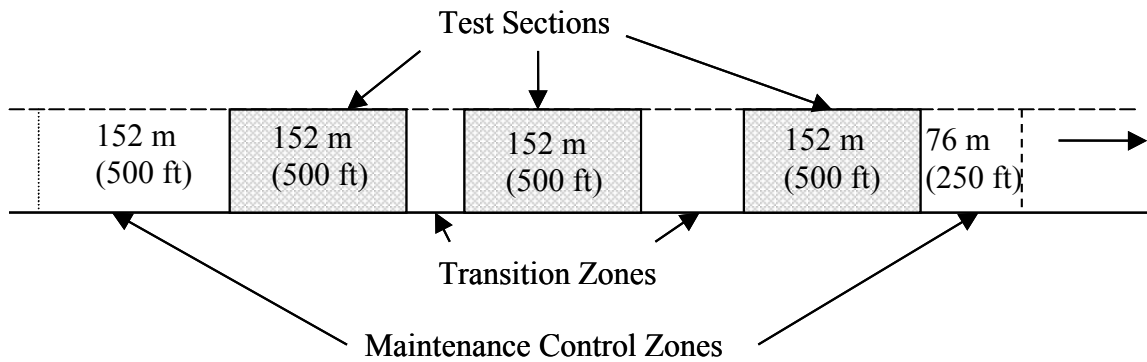 Test Sections
152 m
(500 ft)
152 m
(500 ft)
152 m
(500 ft)
152 m
(500 ft)
76 m
(250 ft)
Transition Zones
Maintenance Control Zones